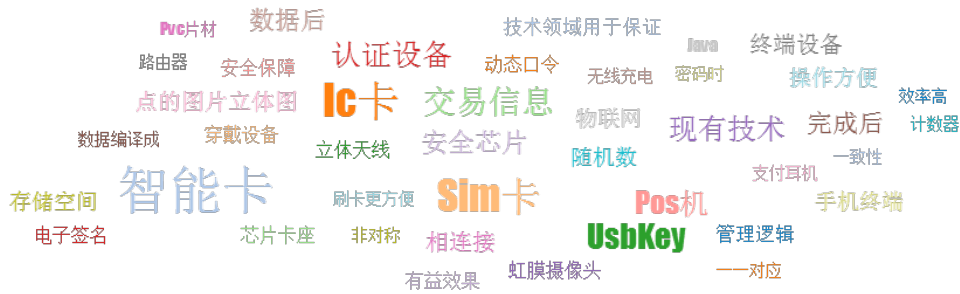 Pvc片材
数据后
技术领域用于保证
路由器
安全保障
认证设备
动态口令
Java
终端设备
无线充电
密码时
操作方便
点的图片立体图
Ic卡
交易信息
物联网
效率高
数据编译成
穿戴设备
立体天线
安全芯片
随机数
现有技术
完成后
计数器
一致性
支付耳机
智能卡
存储空间
刷卡更方便
Sim卡
Pos机
手机终端
电子签名
芯片卡座
非对称
相连接
UsbKey
管理逻辑
有益效果
虹膜摄像头
一一对应